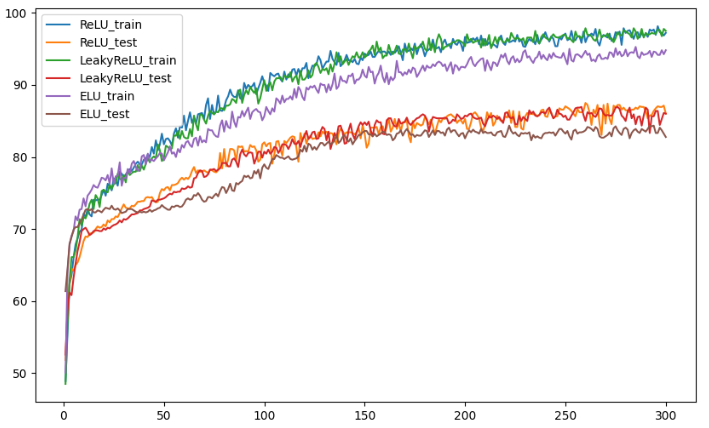 100
90
80
70
60
50
ReLU_train
ReLU_test
LeakyReLU_train
LeakyReLU_test
ELU_train
ELU_test
0 50 100 150 200 250 300